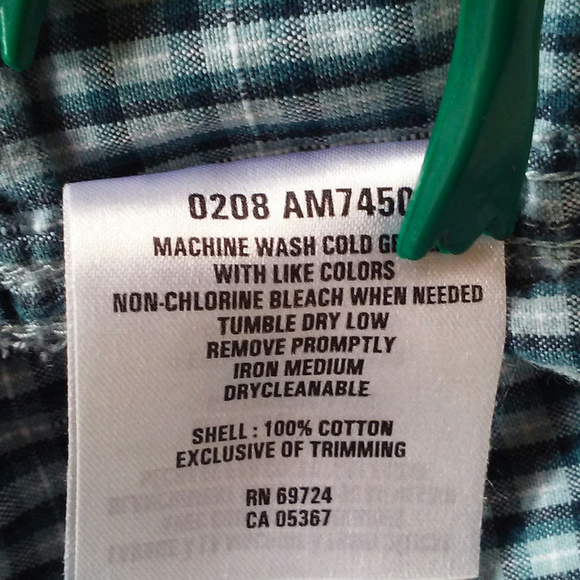 0208 AM7450
MACHINE WASH COLD
WITH LIKE COLORS
NON-CHLORINE BLEACH WHEN NEEDED
TUMBLE DRY LOW
REMOVE PROMPTLY
IRON MEDIUM
DRYCLEANABLE
SHELL : 100% COTTON
EXCLUSIVE OF TRIMMING
RN 69724
CA 05367